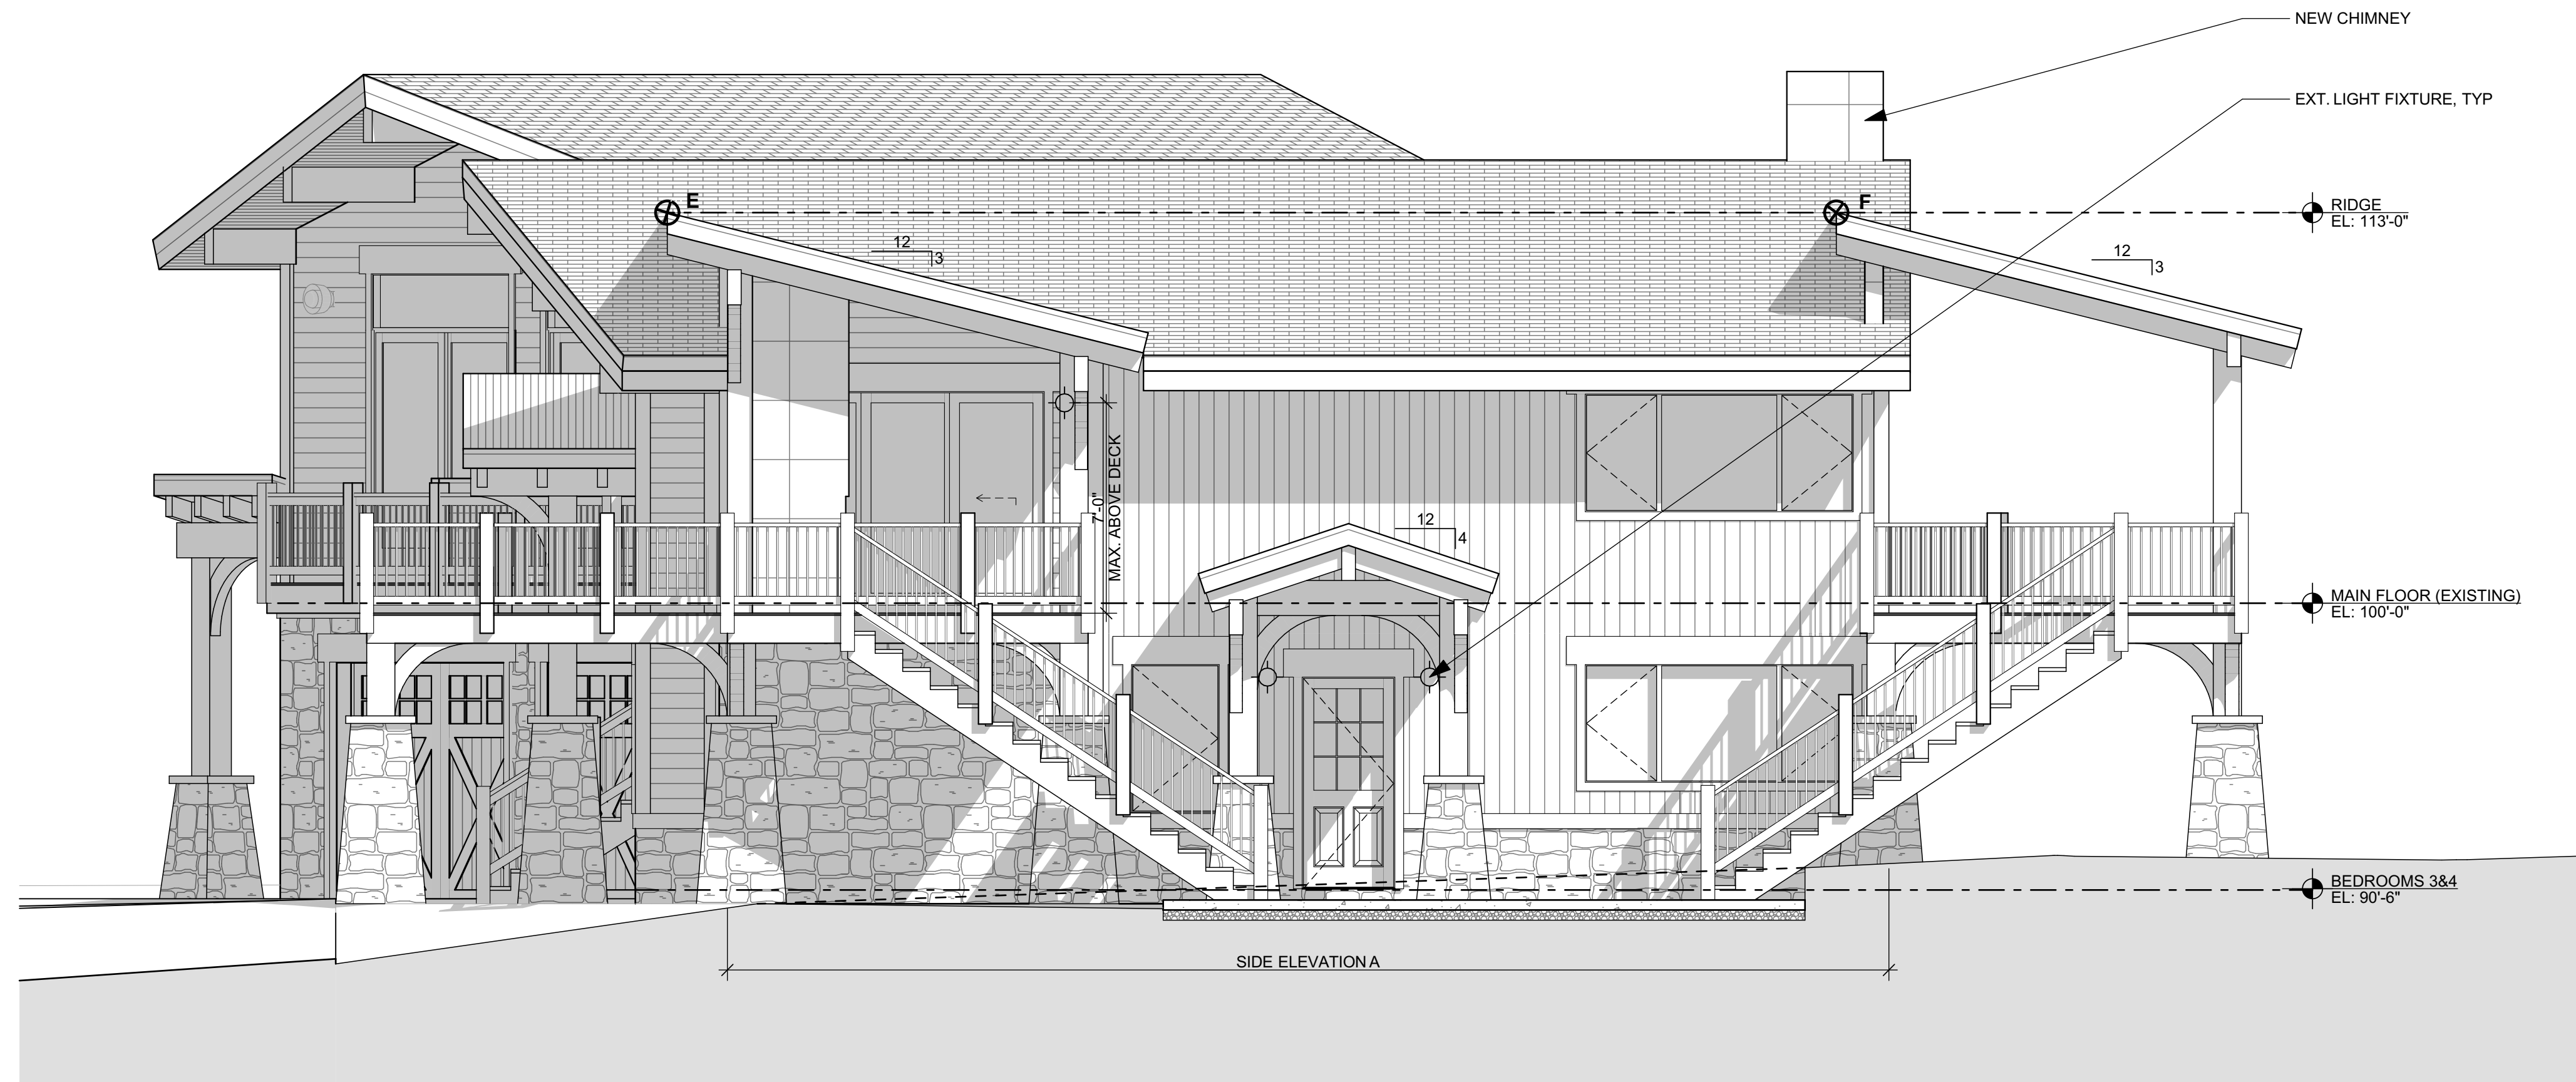 NEW CHIMNEY
EXT. LIGHT FIXTURE, TYP
E
F
RIDGE
EL: 113'-0"
12
3
12
3
7'-0"
MAX. ABOVE DECK
12
4
MAIN FLOOR (EXISTING)
EL: 100'-0"
BEDROOMS 3&4
EL: 90'-6"
SIDE ELEVATION A